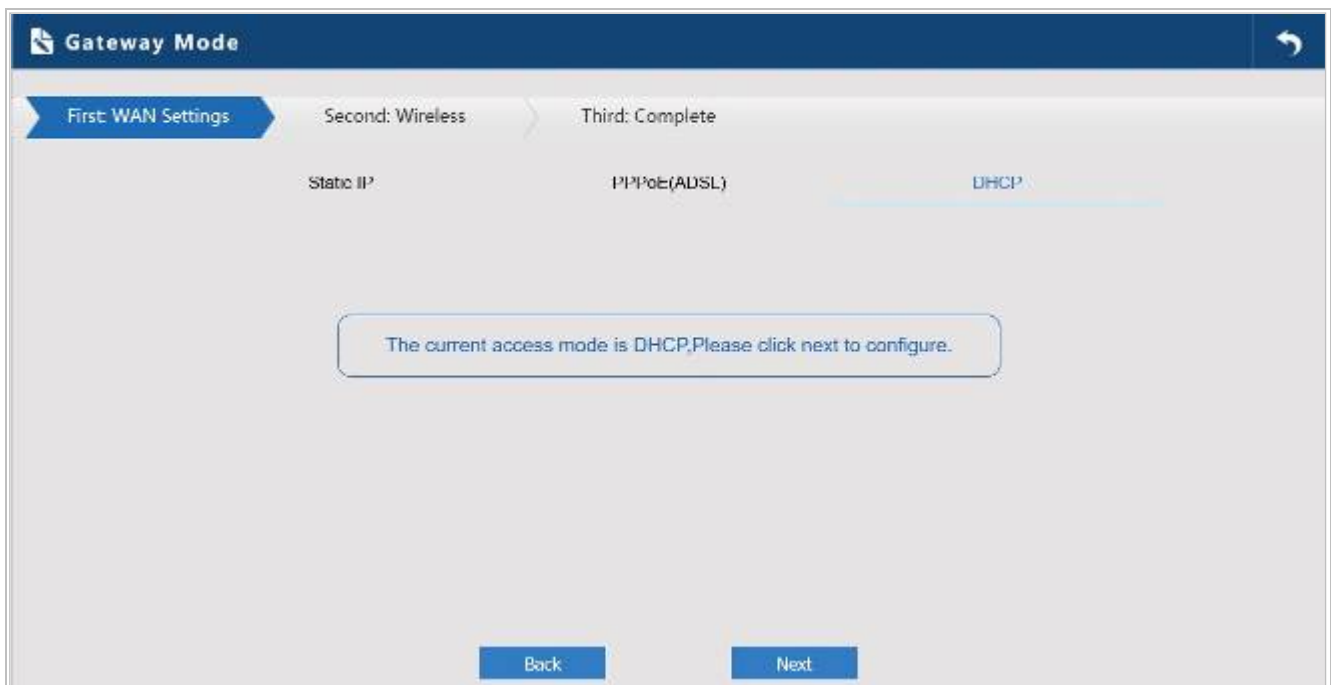 Gateway Mode
First: WAN Settings Second: Wireless Third: Complete
Static IP PPPoE(ADSL) DHCP
The current access mode is DHCP,Please click next to configure.
Back Next